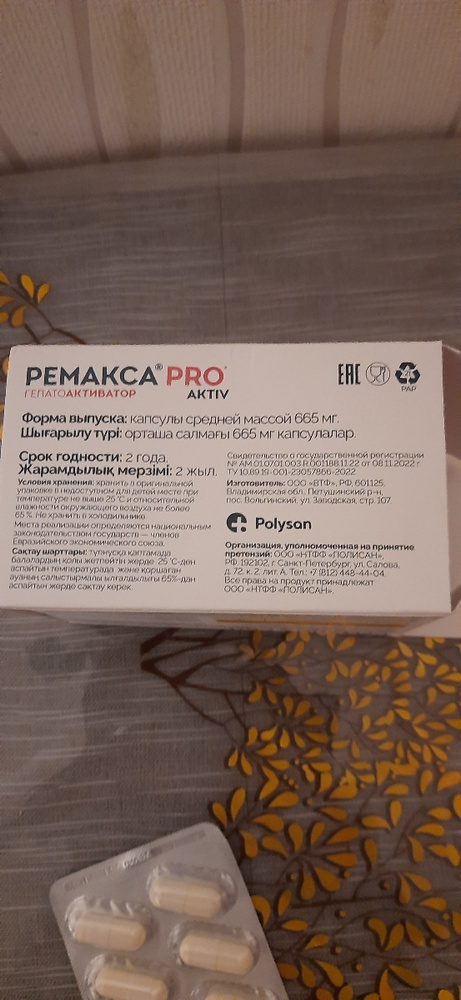 РЕМАКСА® PRO
ГЕПАТОАКТИВАТОР AKTIV
EAC
21
PAP
Форма выпуска: капсулы средней массой 665 мг.
Шығарылу түрі: орташа салмағы 665 мг капсулалар.
Срок годности: 2 года.
Жарамдылық мерзімі: 2 жыл.
Условия хранения: хранить в оригинальной
упаковке в недоступном для детей месте при
температуре не выше 25 °С и относительной
влажности окружающего воздуха не более
65 %. Не хранить в холодильнике.
Места реализации определяются национальным
законодательством государств — членов
Евразийского экономического союза.
Сақтау шарттары: түпнұсқа қаптамада
балалардың қолы жетпейтін жерде 25 °С-ден
аспайтын температурада және қоршаған
ауаның салыстырмалы ылғалдылығы 65%-дан
аспайтын жерде сақтау керек.
Свидетельство о государственной регистрации
№ AM.01.07.01.003.R.001188.11.22 от 08.11.2022 г.
ТУ 10.89.19-001-23057866-2022
Изготовитель: ООО «ВТФ», РФ, 601125,
Владимирская обл., Петушинский р-н,
пос. Вольгинский, ул. Заводская, стр. 107.
Polysan
Организация, уполномоченная на принятие
претензий: ООО «НТФФ «ПОЛИСАН»,
РФ, 192102, г. Санкт-Петербург, ул. Салова,
д. 72, к. 2, лит. А. Тел.: +7 (812) 448-44-04.
Все права на продукт принадлежат
ООО «НТФФ «ПОЛИСАН».